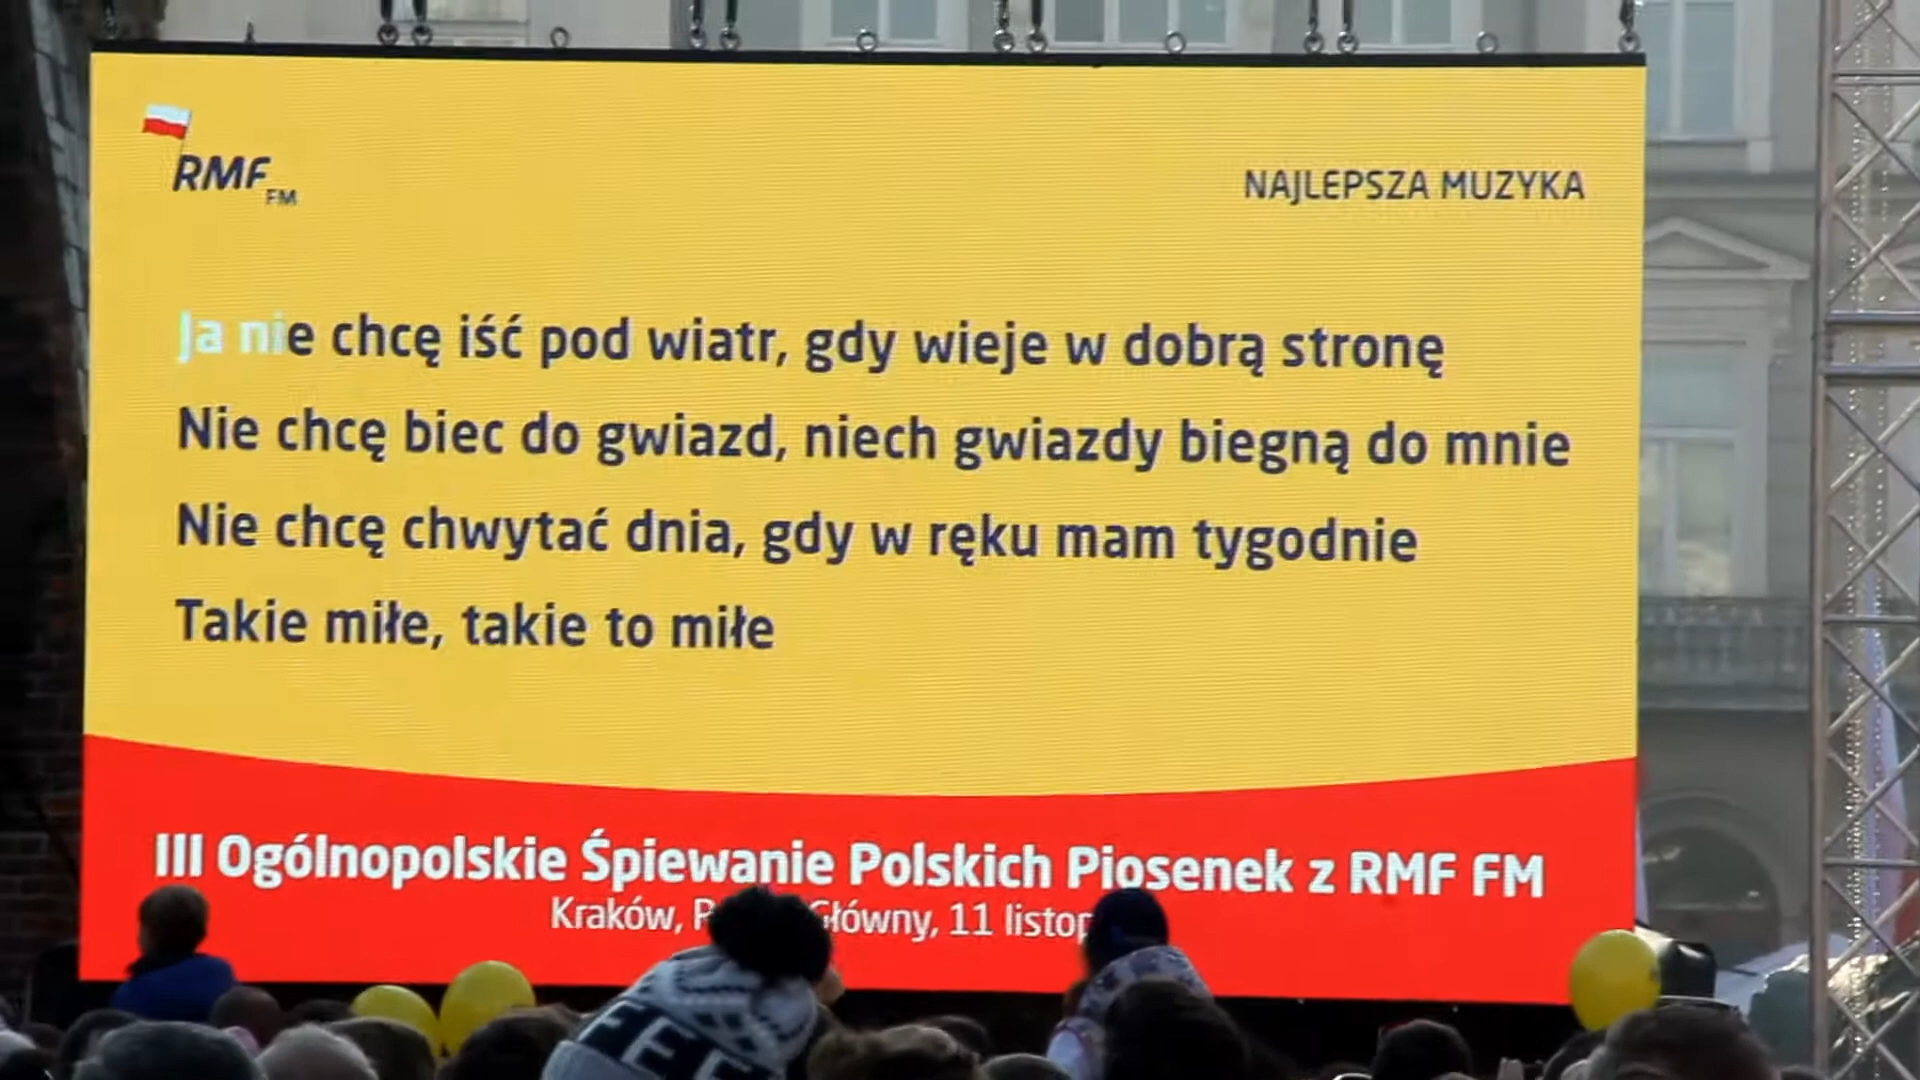 RMF FM
NAJLEPSZA MUZYKA
Ja nie chcę iść pod wiatr, gdy wieje w dobrą stronę
Nie chcę biec do gwiazd, niech gwiazdy biegną do mnie
Nie chcę chwytać dnia, gdy w ręku mam tygodnie
Takie miłe, takie to miłe
III Ogólnopolskie Śpiewanie Polskich Piosenek z RMF FM
Kraków, Główny, 11